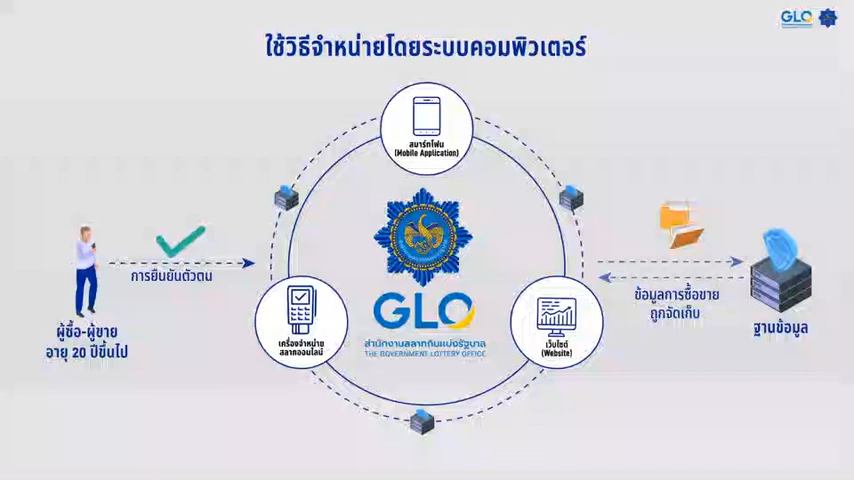 GLO
ใช้วิธีจำหน่ายโดยระบบคอมพิวเตอร์
สมาร์ทโฟน
(Mobile Application)
การยืนยันตัวตน
ผู้ซื้อ-ผู้ขาย
อายุ 20 ปีขึ้นไป
GLO
สำนักงานสลากกินแบ่งรัฐบาล
THE GOVERNMENT LOTTERY OFFICE
เครื่องจำหน่าย
สลากออนไลน์
เว็บไซต์
(Website)
ข้อมูลการซื้อขาย
ถูกจัดเก็บ
ฐานข้อมูล